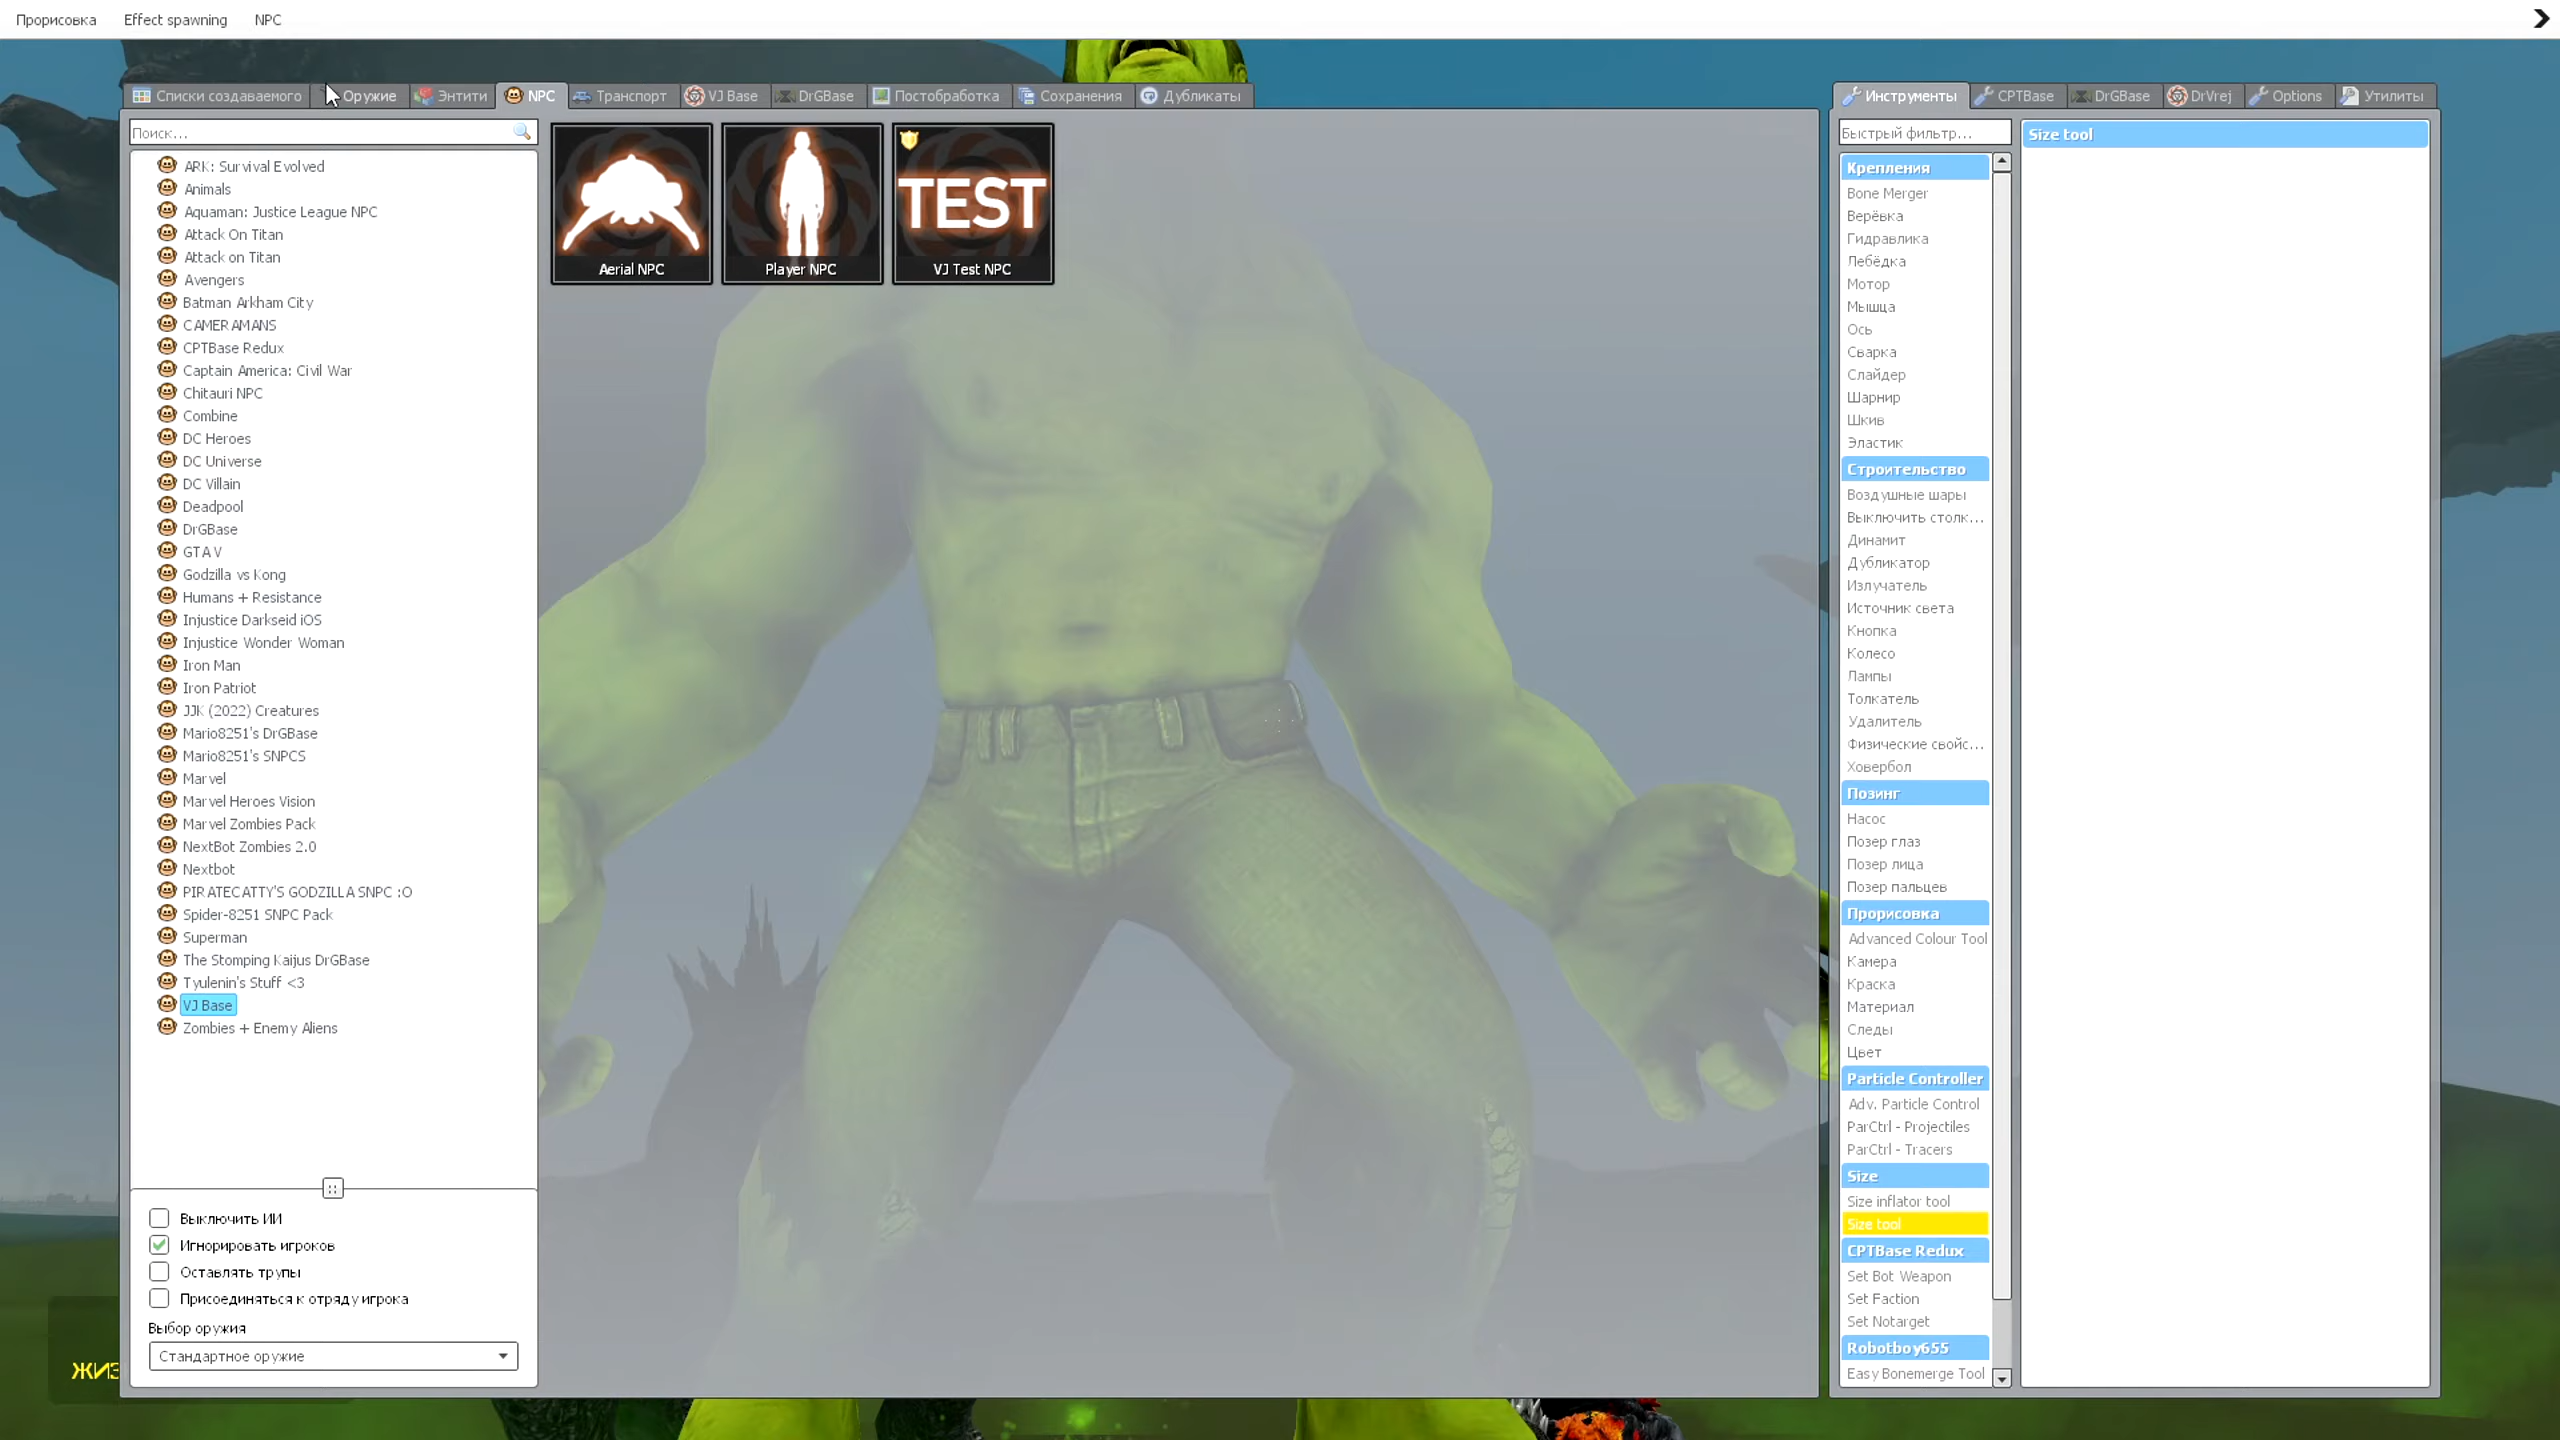 Прорисовка Effect spawning NPC
Списки создаваемого Оружие Энтити NPC Транспорт VJ Base DrGBase Постобработка Сохранения Дубликаты
Поиск...
ARK: Survival Evolved
Animals
Aquaman: Justice League NPC
Attack On Titan
Attack on Titan
Avengers
Batman Arkham City
CAMERAMANS
CPTBase Redux
Captain America: Civil War
Chitauri NPC
Combine
DC Heroes
DC Universe
DC Villain
Deadpool
DrGBase
GTA V
Godzilla vs Kong
Humans + Resistance
Injustice Darkseid iOS
Injustice Wonder Woman
Iron Man
Iron Patriot
JJK (2022) Creatures
Mario8251's DrGBase
Mario8251's SNPCS
Marvel
Marvel Heroes Vision
Marvel Zombies Pack
NextBot Zombies 2.0
Nextbot
PIRATECATTY'S GODZILLA SNPC :O
Spider-8251 SNPC Pack
Superman
The Stomping Kaijus DrGBase
Tyulenin's Stuff <3
VJ Base
Zombies + Enemy Aliens
Выключить ИИ
Игнорировать игроков
Оставлять трупы
Присоединяться к отряду игрока
Выбор оружия
Стандартное оружие
TEST
Aerial NPC Player NPC VJ Test NPC
Инструменты CPTBase DrGBase DrVrej Options Утилиты
Быстрый фильтр...
Крепления
Bone Merger
Верёвка
Гидравлика
Лебёдка
Мотор
Мышца
Ось
Сварка
Слайдер
Шарнир
Шкив
Эластик
Строительство
Воздушные шары
Выключить столк...
Динамит
Дубликатор
Излучатель
Источник света
Кнопка
Колесо
Лампы
Толкатель
Удалитель
Физические свойс...
Ховербол
Позинг
Насос
Позер глаз
Позер лица
Позер пальцев
Прорисовка
Advanced Colour Tool
Камера
Краска
Материал
Следы
Цвет
Particle Controller
Adv. Particle Control
ParCtrl - Projectiles
ParCtrl - Tracers
Size
Size inflator tool
Size tool
CPTBase Redux
Set Bot Weapon
Set Faction
Set Notarget
Robotboy655
Easy Bonemerge Tool
Size tool
ЖИЗ